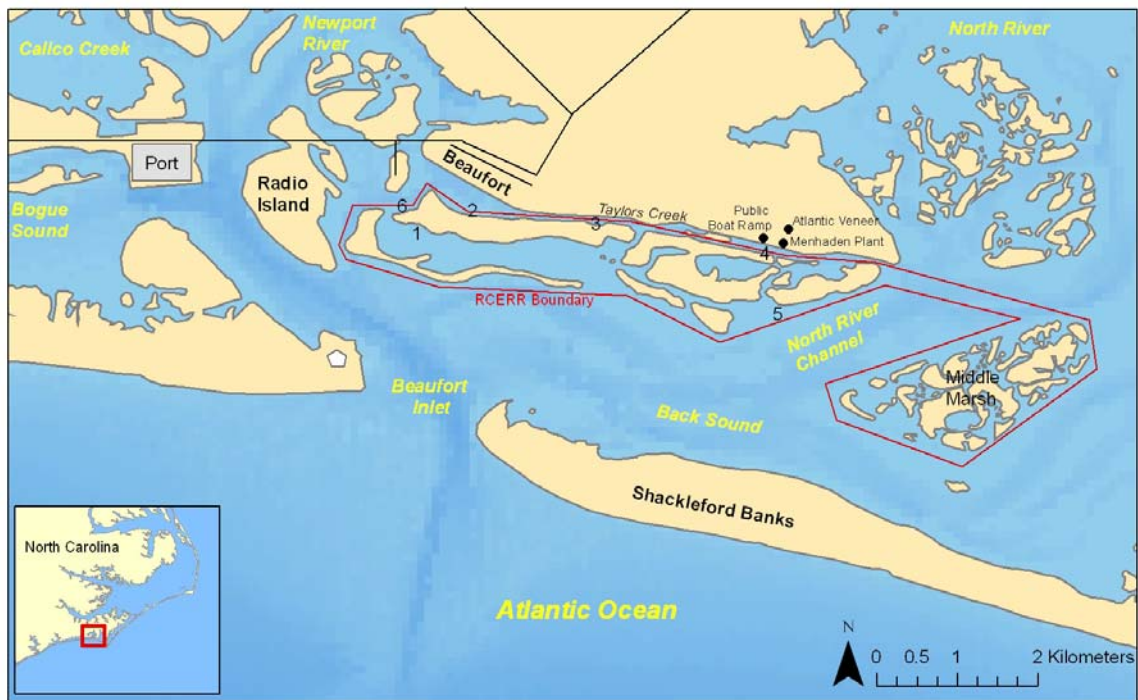 Calico Creek
Newport
River
North River
Port
Radio
Island
Beaufort
Bogue
Sound
6
2
1
3
Taylors Creek
Public
Boat Ramp
Atlantic Veneer
Menhaden Plant
4
RCERR Boundary
5
North River
Channel
Middle
Marsh
Beaufort
Inlet
Back Sound
Shackleford Banks
North Carolina
Atlantic Ocean
N
0 0.5 1 2 Kilometers